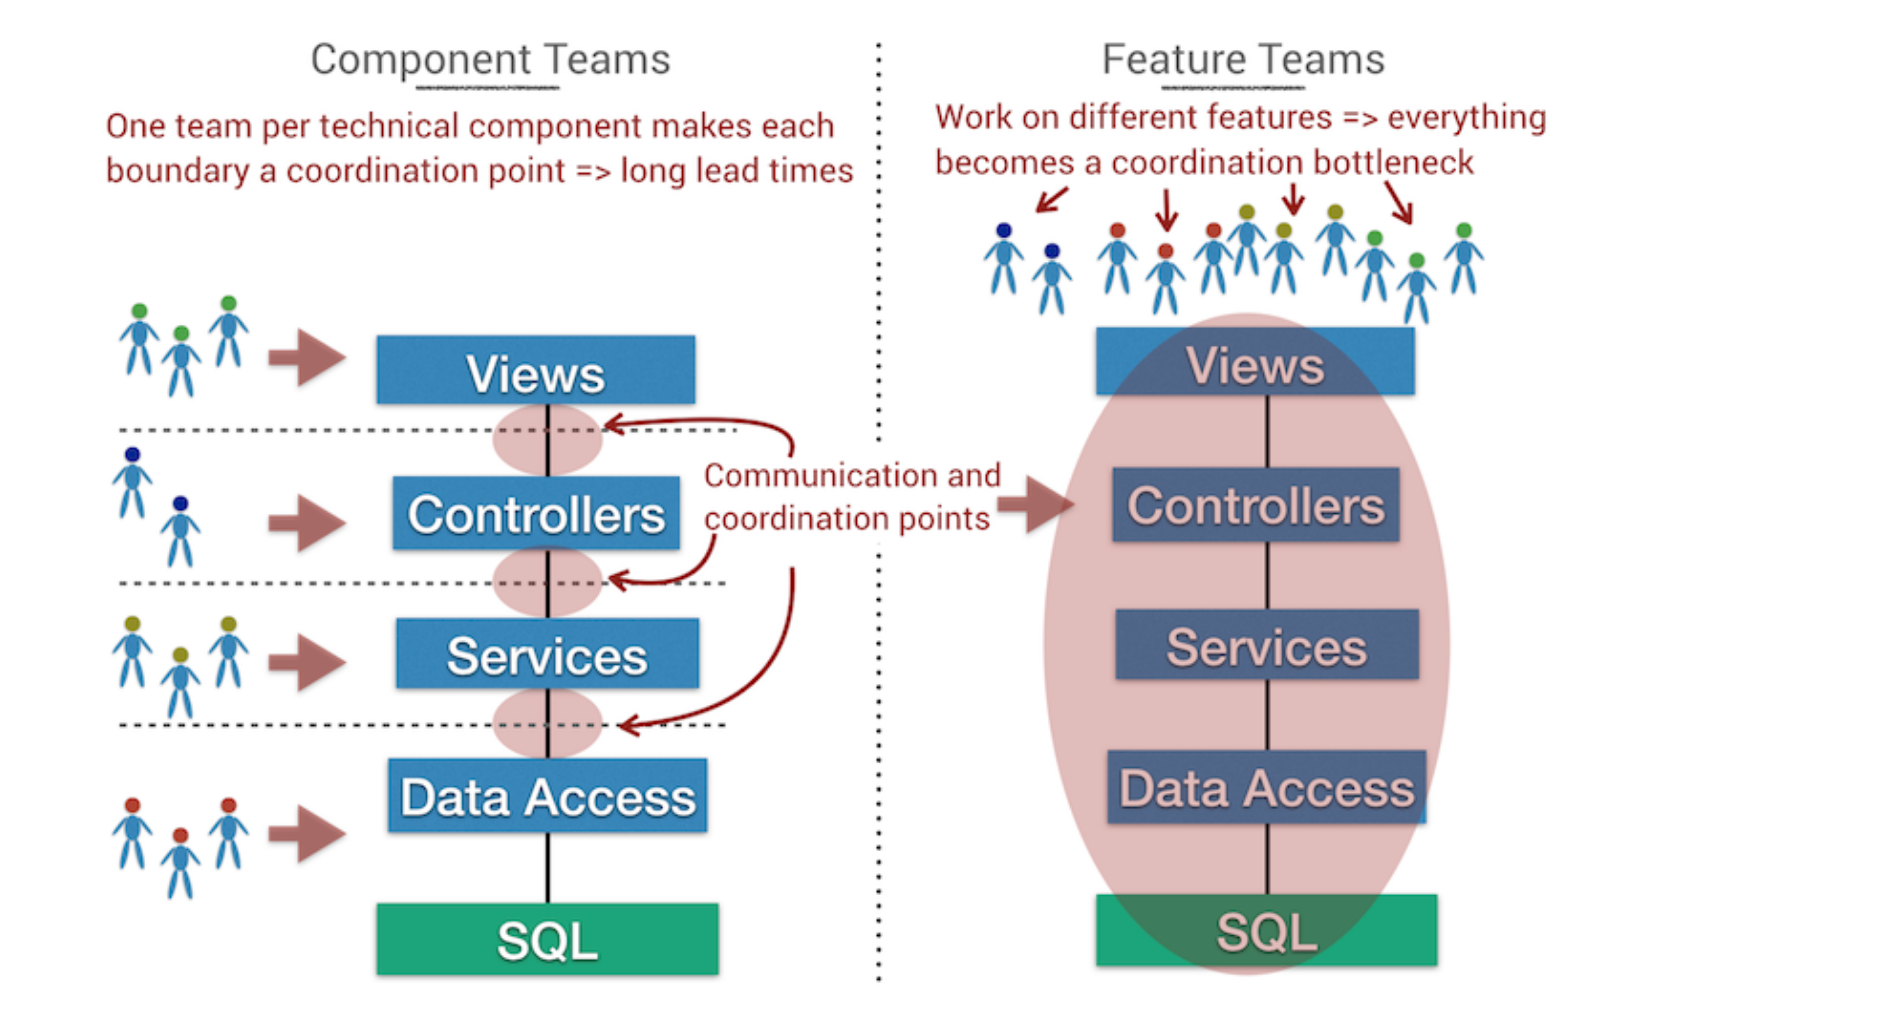 Component Teams
One team per technical component makes each
boundary a coordination point => long lead times
Views
Controllers
Services
Data Access
SQL
Communication and
coordination points
Feature Teams
Work on different features => everything
becomes a coordination bottleneck
Views
Controllers
Services
Data Access
SQL